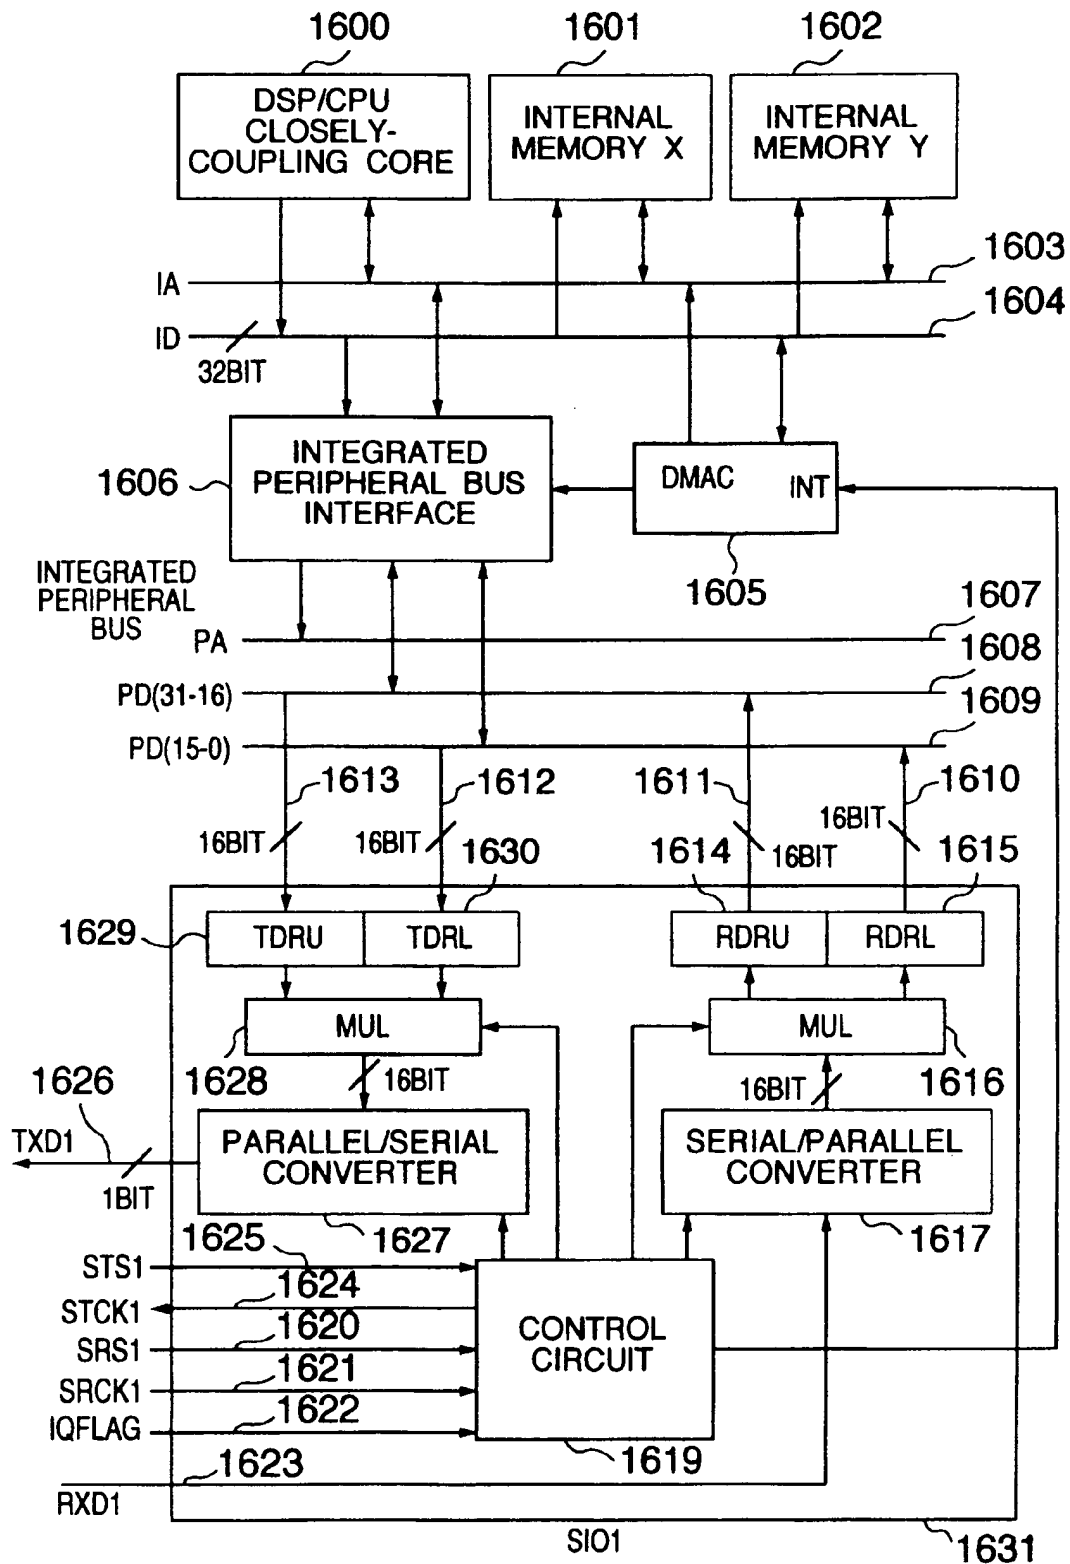 1600
1601
1602
DSP/CPU
CLOSELY-
COUPLING CORE
INTERNAL
MEMORY X
INTERNAL
MEMORY Y
1603
IA
1604
ID
32BIT
INTEGRATED
PERIPHERAL BUS
INTERFACE
1606
DMAC
INT
1605
INTEGRATED
PERIPHERAL
BUS
1607
PA
1608
PD(31-16)
1609
PD(15-0)
1613
1612
1611
1610
16BIT
16BIT
16BIT
16BIT
1630
1614
1615
1629
TDRU
TDRL
RDRU
RDRL
MUL
MUL
1628
16BIT
16BIT
1616
1626
TXD1
1BIT
PARALLEL/SERIAL
CONVERTER
SERIAL/PARALLEL
CONVERTER
1627
1617
1625
STS1
1624
STCK1
1620
SRS1
1621
SRCK1
1622
IQFLAG
CONTROL
CIRCUIT
1619
1623
RXD1
SIO1
1631